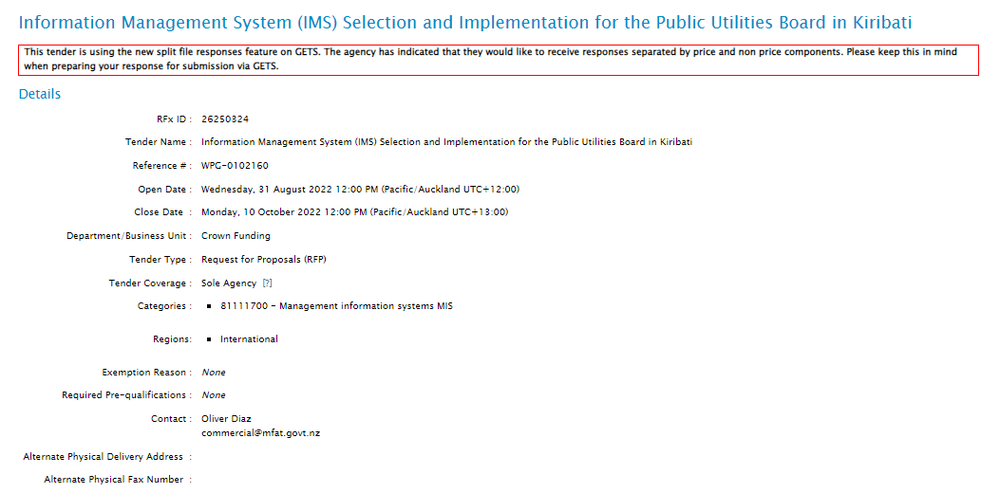 Information Management System (IMS) Selection and Implementation for the Public Utilities Board in Kiribati
This tender is using the new split file responses feature on GETS. The agency has indicated that they would like to receive responses separated by price and non price components. Please keep this in mind
when preparing your response for submission via GETS.
Details
RFx ID : 26250324
Tender Name : Information Management System (IMS) Selection and Implementation for the Public Utilities Board in Kiribati
Reference # : WPG-0102160
Open Date : Wednesday, 31 August 2022 12:00 PM (Pacific/Auckland UTC+12:00)
Close Date : Monday, 10 October 2022 12:00 PM (Pacific/Auckland UTC+13:00)
Department/Business Unit : Crown Funding
Tender Type : Request for Proposals (RFP)
Tender Coverage : Sole Agency [?]
Categories : ▪ 81111700 - Management information systems MIS
Regions: ▪ International
Exemption Reason : None
Required Pre-qualifications : None
Contact : Oliver Diaz
commercial@mfat.govt.nz
Alternate Physical Delivery Address :
Alternate Physical Fax Number :